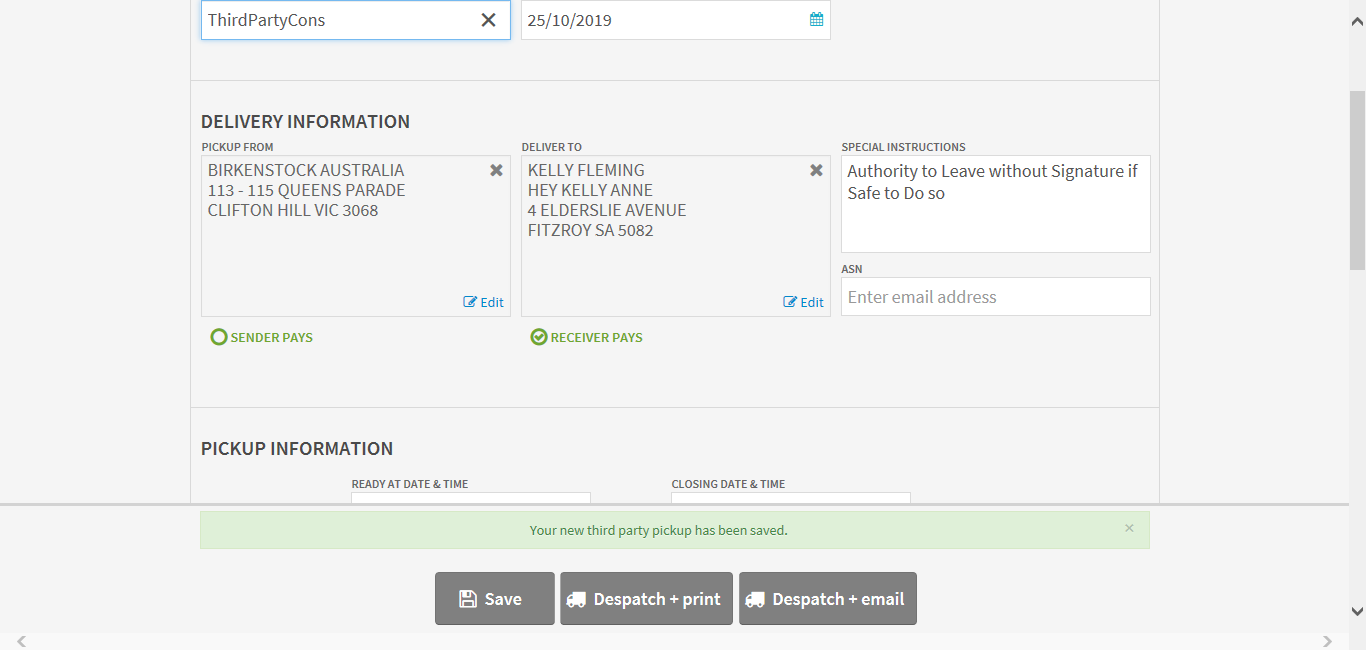 ThirdPartyCons
25/10/2019
DELIVERY INFORMATION
PICKUP FROM
BIRKENSTOCK AUSTRALIA
113 - 115 QUEENS PARADE
CLIFTON HILL VIC 3068
Edit
SENDER PAYS
DELIVER TO
KELLY FLEMING
HEY KELLY ANNE
4 ELDERSLIE AVENUE
FITZROY SA 5082
Edit
RECEIVER PAYS
SPECIAL INSTRUCTIONS
Authority to Leave without Signature if
Safe to Do so
ASN
Enter email address
PICKUP INFORMATION
READY AT DATE & TIME
CLOSING DATE & TIME
Your new third party pickup has been saved.
Save
Despatch + print
Despatch + email